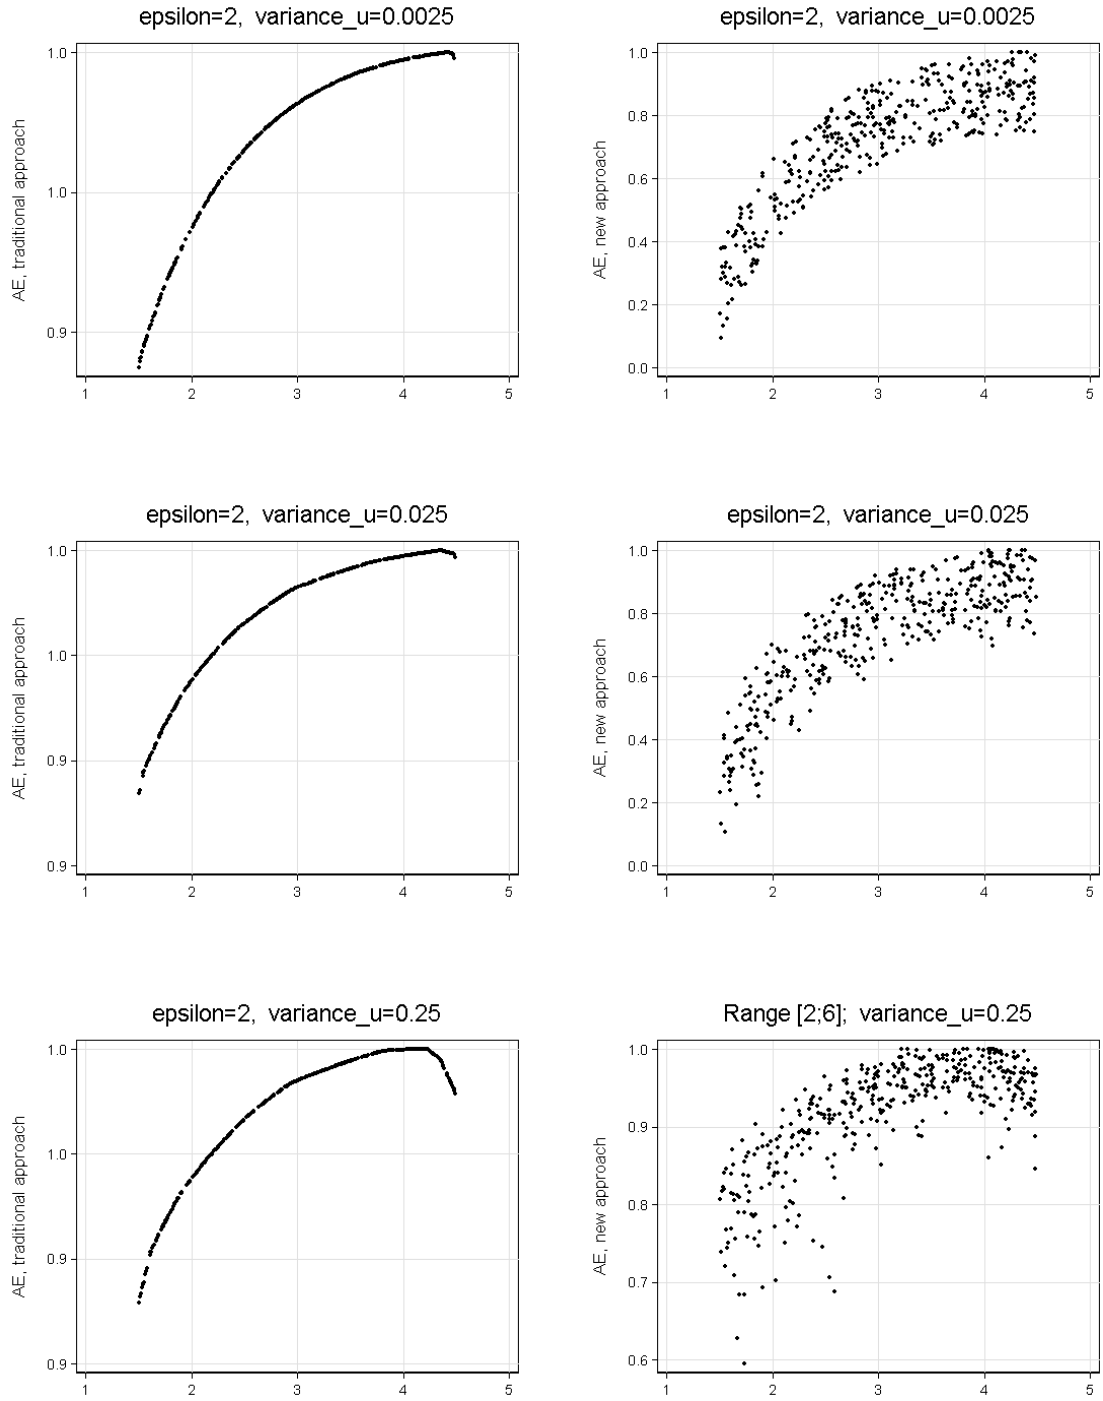 epsilon=2, variance_u=0.0025
AE, traditional approach
1.0
1.0
0.9
1 2 3 4 5
epsilon=2, variance_u=0.0025
AE, new approach
1.0
0.8
0.6
0.4
0.2
0.0
1 2 3 4 5
epsilon=2, variance_u=0.025
AE, traditional approach
1.0
1.0
0.9
0.9
1 2 3 4 5
epsilon=2, variance_u=0.025
AE, new approach
1.0
0.8
0.6
0.4
0.2
0.0
1 2 3 4 5
epsilon=2, variance_u=0.25
AE, traditional approach
1.0
1.0
0.9
0.9
1 2 3 4 5
Range [2;6]; variance_u=0.25
AE, new approach
1.0
0.9
0.8
0.7
0.6
1 2 3 4 5